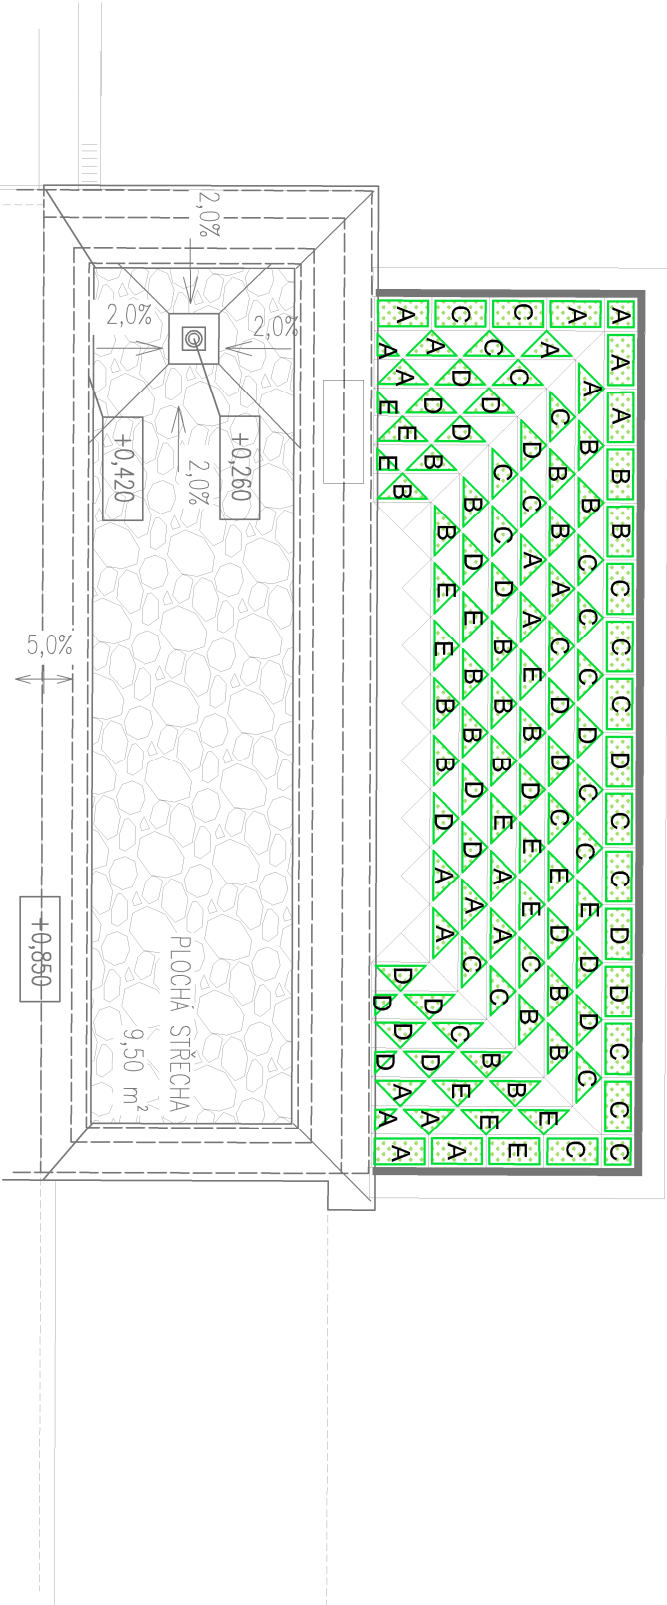 2,0%
2,0%
2,0%
2,0%
+0,420
+0,260
5,0%
+0,850
PLOCHÁ STŘECHA
9,50 m²
A C C A A
A A C A
A D C
E D D
E D
E B
B
A A B B C C C D C C D D C C
A B B C C C D C C E D D C
C B B A C D D C E D B B
D C A A E B D E E C B
C C D B B B E A A C
B D E B B D D A C
B E E B B D A A
D
D D
D C
D D B
A E B
A A E E
A A E C C